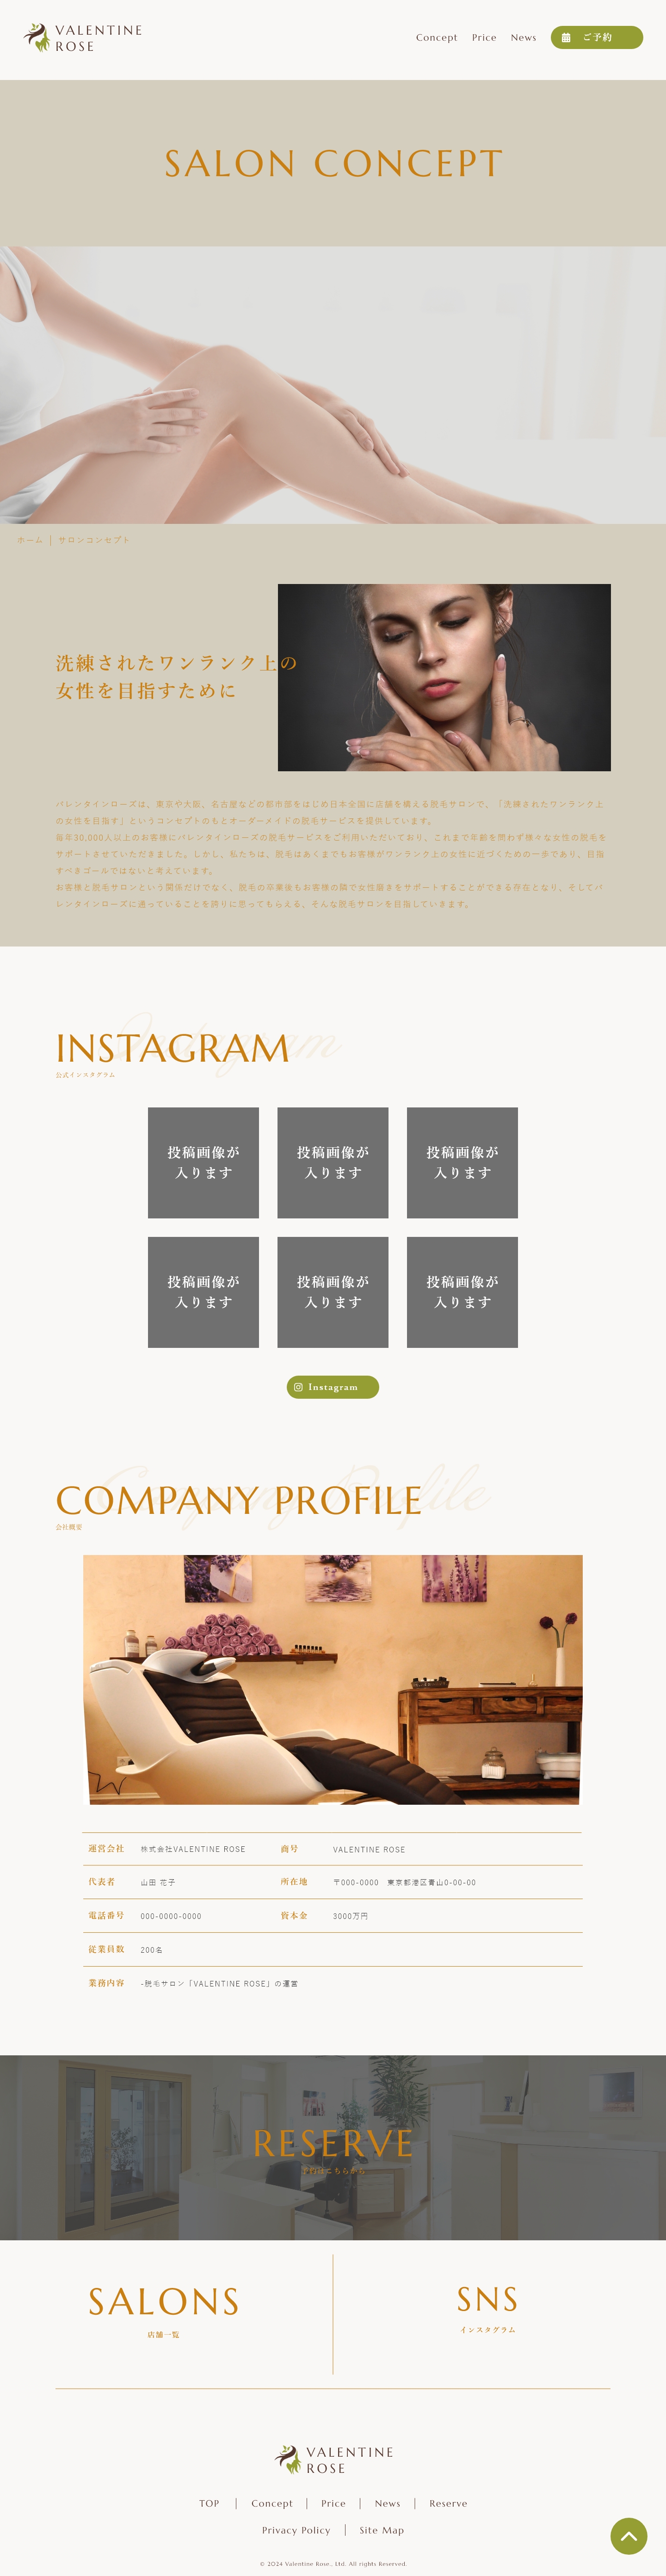 VALENTINE
ROSE
Concept Price News ご予約
SALON CONCEPT
ホーム | サロンコンセプト
洗練されたワンランク上の
女性を目指すために
バレンタインローズは、東京や大阪、名古屋などの都市部をはじめ日本全国に店舗を構える脱毛サロンで、「洗練されたワンランク上
の女性を目指す」というコンセプトのもとオーダーメイドの脱毛サービスを提供しています。
毎年30,000人以上のお客様にバレンタインローズの脱毛サービスをご利用いただいており、これまで年齢を問わず様々な女性の脱毛を
サポートさせていただきました。しかし、私たちは、脱毛はあくまでもお客様がワンランク上の女性に近づくための一歩であり、目指
すべきゴールではないと考えています。
お客様と脱毛サロンという関係だけでなく、脱毛の卒業後もお客様の隣で女性磨きをサポートすることができる存在となり、そしてバ
レンタインローズに通っていることを誇りに思ってもらえる、そんな脱毛サロンを目指していきます。
Instagram
INSTAGRAM
公式インスタグラム
投稿画像が
入ります
投稿画像が
入ります
投稿画像が
入ります
投稿画像が
入ります
投稿画像が
入ります
投稿画像が
入ります
Instagram
Company Profile
COMPANY PROFILE
会社概要
運営会社 株式会社VALENTINE ROSE 商号 VALENTINE ROSE
代表者 山田 花子 所在地 〒000-0000 東京都港区青山0-00-00
電話番号 000-0000-0000 資本金 3000万円
従業員数 200名
業務内容 -脱毛サロン「VALENTINE ROSE」の運営
RESERVE
予約はこちらから
SALONS
店舗一覧
SNS
インスタグラム
VALENTINE
ROSE
TOP | Concept | Price | News | Reserve
Privacy Policy | Site Map
© 2024 Valentine Rose., Ltd. All rights Reserved.